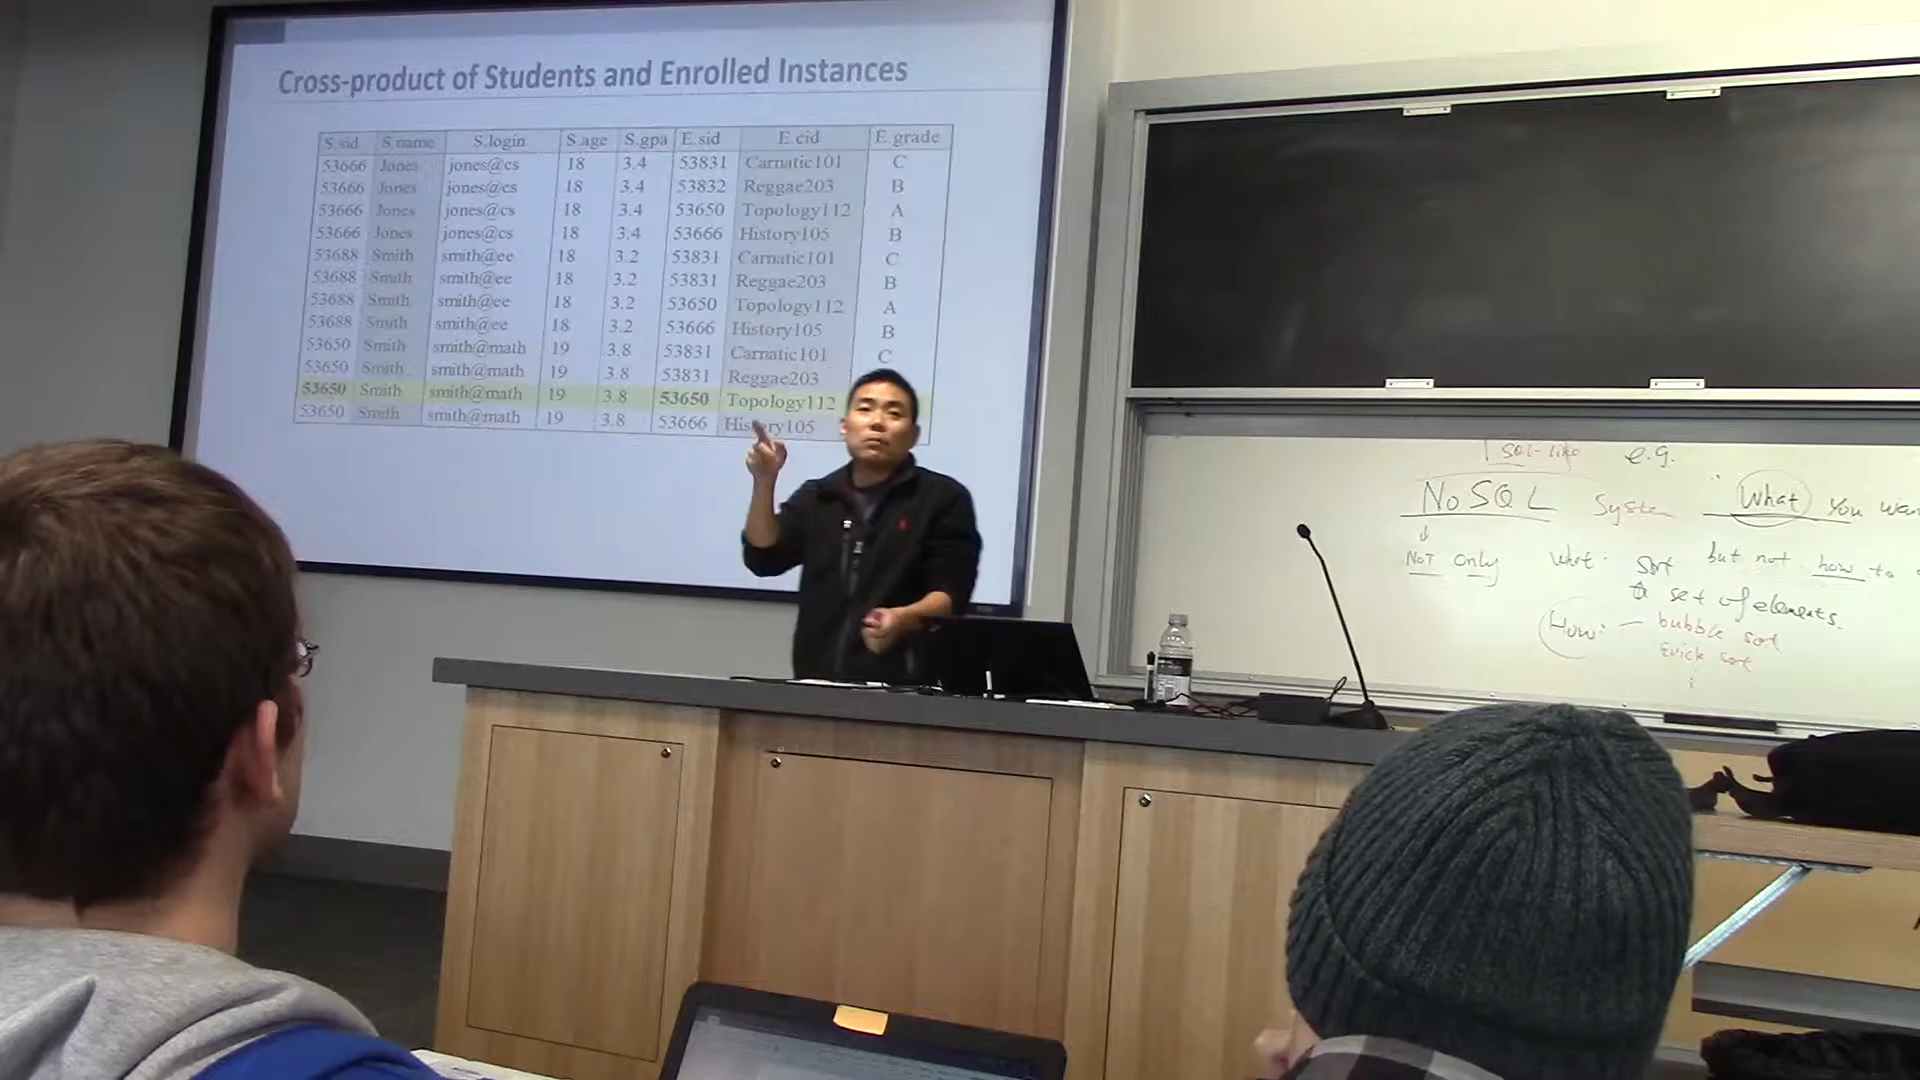 Cross-product of Students and Enrolled Instances
S.sid S.name S.login S.age S.gpa E.sid E.cid E.grade
53666 Jones jones@cs 18 3.4 53831 Carnatic101 C
53666 Jones jones@cs 18 3.4 53832 Reggae203 B
53666 Jones jones@cs 18 3.4 53650 Topology112 A
53666 Jones jones@cs 18 3.4 53666 History105 B
53688 Smith smith@ee 18 3.2 53831 Carnatic101 C
53688 Smith smith@ee 18 3.2 53831 Reggae203 B
53688 Smith smith@ee 18 3.2 53650 Topology112 A
53688 Smith smith@ee 18 3.2 53666 History105 B
53650 Smith smith@math 19 3.8 53831 Carnatic101 C
53650 Smith smith@math 19 3.8 53831 Reggae203
53650 Smith smith@math 19 3.8 53650 Topology112
53650 Smith smith@math 19 3.8 53666 History105
sql-like e.g.
NoSQL System "What you wan
NOT only What: sort but not how to
a set of elements.
How: — bubble sort
quick sort